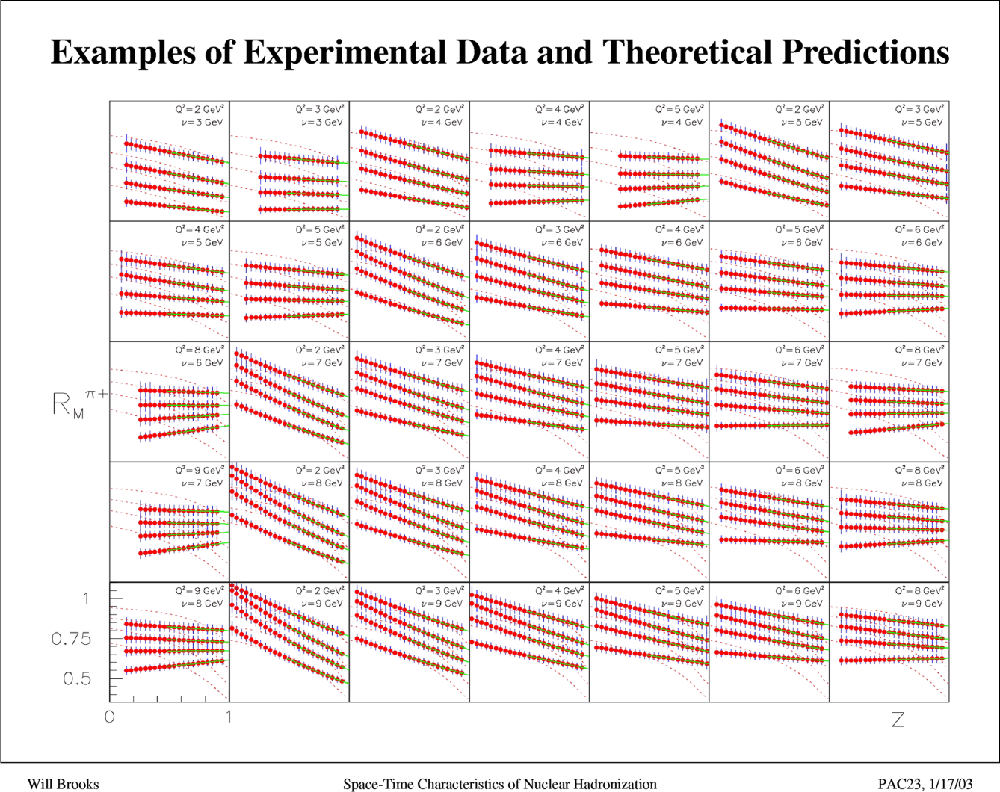 Examples of Experimental Data and Theoretical Predictions
Q²=2 GeV² Q²=3 GeV² Q²=2 GeV² Q²=4 GeV² Q²=5 GeV² Q²=2 GeV² Q²=3 GeV²
ν=3 GeV ν=3 GeV ν=4 GeV ν=4 GeV ν=4 GeV ν=5 GeV ν=5 GeV
Q²=4 GeV² Q²=5 GeV² Q²=2 GeV² Q²=3 GeV² Q²=4 GeV² Q²=5 GeV² Q²=6 GeV²
ν=5 GeV ν=5 GeV ν=6 GeV ν=6 GeV ν=6 GeV ν=6 GeV ν=6 GeV
Q²=8 GeV² Q²=2 GeV² Q²=3 GeV² Q²=4 GeV² Q²=5 GeV² Q²=6 GeV² Q²=8 GeV²
ν=6 GeV ν=7 GeV ν=7 GeV ν=7 GeV ν=7 GeV ν=7 GeV ν=7 GeV
R_M^π+
Q²=9 GeV² Q²=2 GeV² Q²=3 GeV² Q²=4 GeV² Q²=5 GeV² Q²=6 GeV² Q²=8 GeV²
ν=7 GeV ν=8 GeV ν=8 GeV ν=8 GeV ν=8 GeV ν=8 GeV ν=8 GeV
Q²=9 GeV² Q²=2 GeV² Q²=3 GeV² Q²=4 GeV² Q²=5 GeV² Q²=6 GeV² Q²=8 GeV²
ν=8 GeV ν=9 GeV ν=9 GeV ν=9 GeV ν=9 GeV ν=9 GeV ν=9 GeV
1
0.75
0.5
0 1 Z
Will Brooks Space-Time Characteristics of Nuclear Hadronization PAC23, 1/17/03